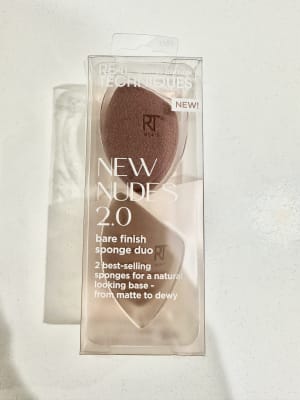 REAL
TECHNIQUES
NEW!
RT
NEW
NUDES
2.0
bare finish
sponge duo
2 best-selling
sponges for a natural
looking base -
from matte to dewy